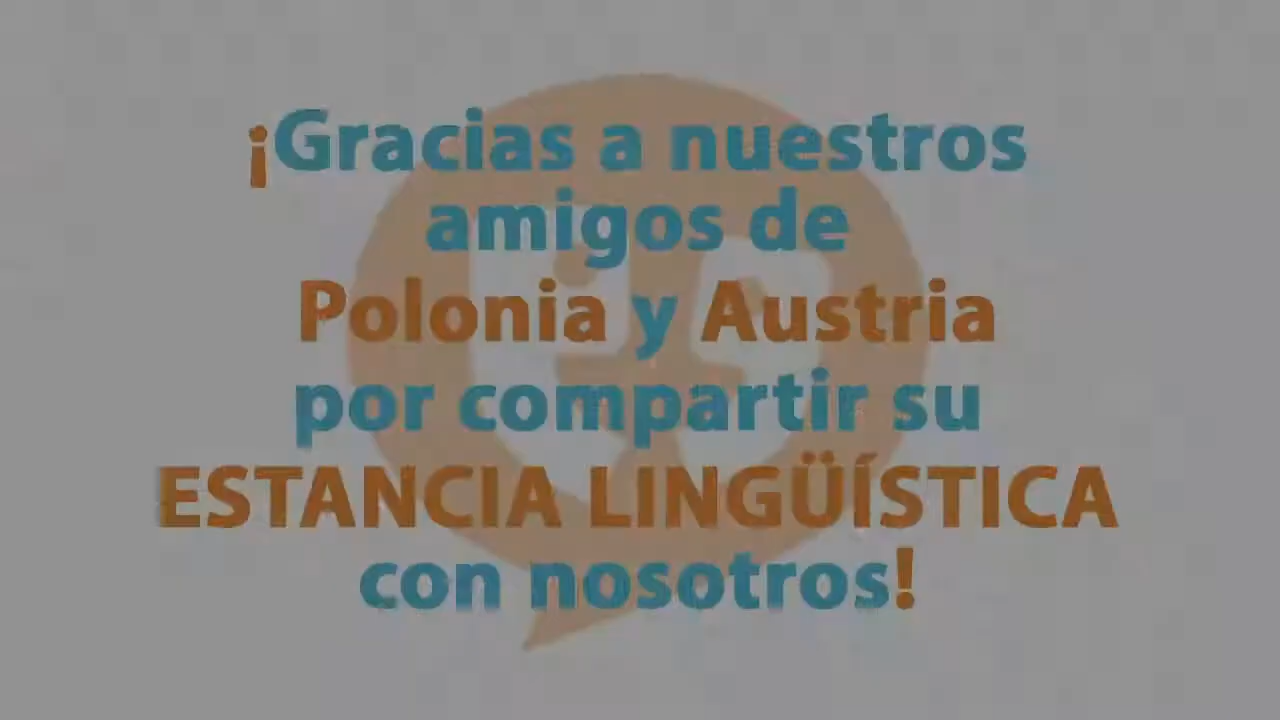 ¡Gracias a nuestros
amigos de
Polonia y Austria
por compartir su
ESTANCIA LINGÜÍSTICA
con nosotros!